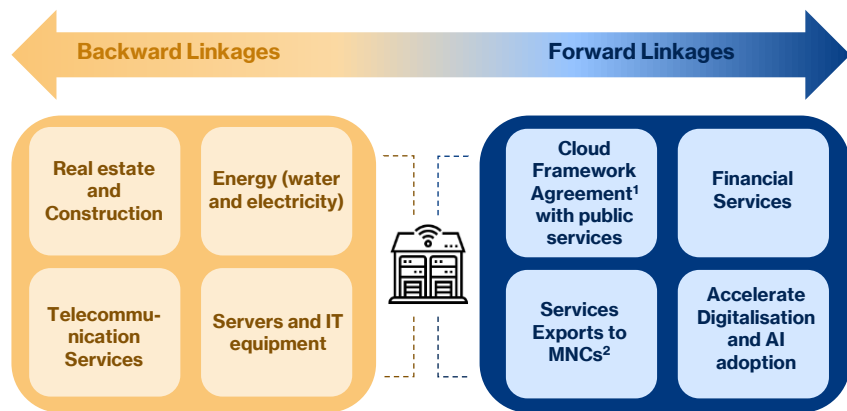 Backward Linkages
Forward Linkages
Real estate
and
Construction
Energy (water
and electricity)
Telecommu-
nication
Services
Servers and IT
equipment
Cloud
Framework
Agreement¹
with public
services
Financial
Services
Services
Exports to
MNCs²
Accelerate
Digitalisation
and AI
adoption